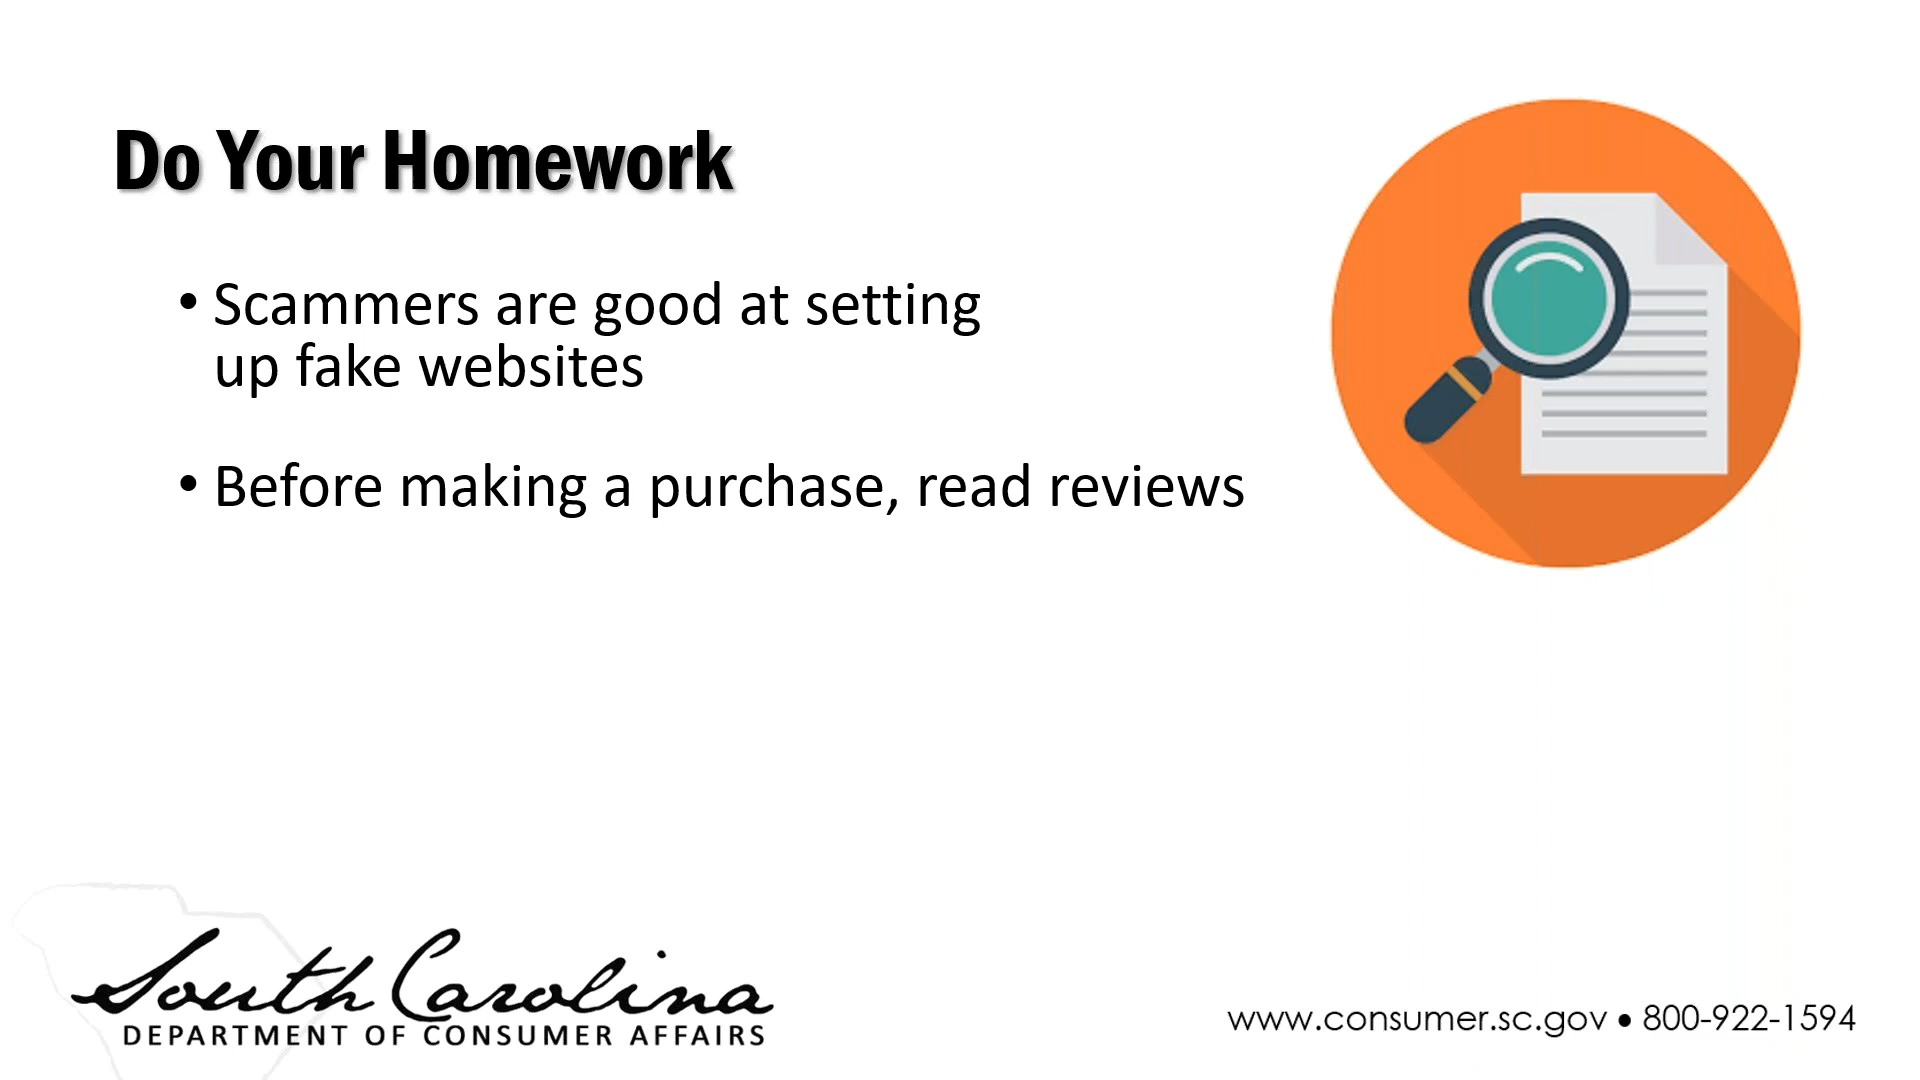 Do Your Homework
• Scammers are good at setting
up fake websites
• Before making a purchase, read reviews
South Carolina
DEPARTMENT OF CONSUMER AFFAIRS
www.consumer.sc.gov • 800-922-1594